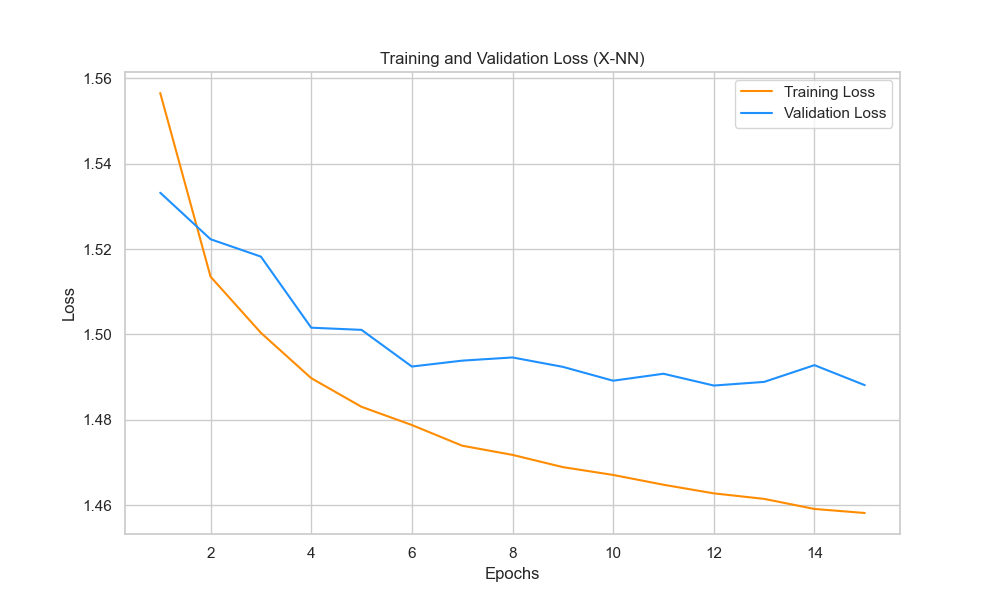 Training and Validation Loss (X-NN)
Training Loss
Validation Loss
1.56
1.54
1.52
1.50
1.48
1.46
Loss
2 4 6 8 10 12 14
Epochs